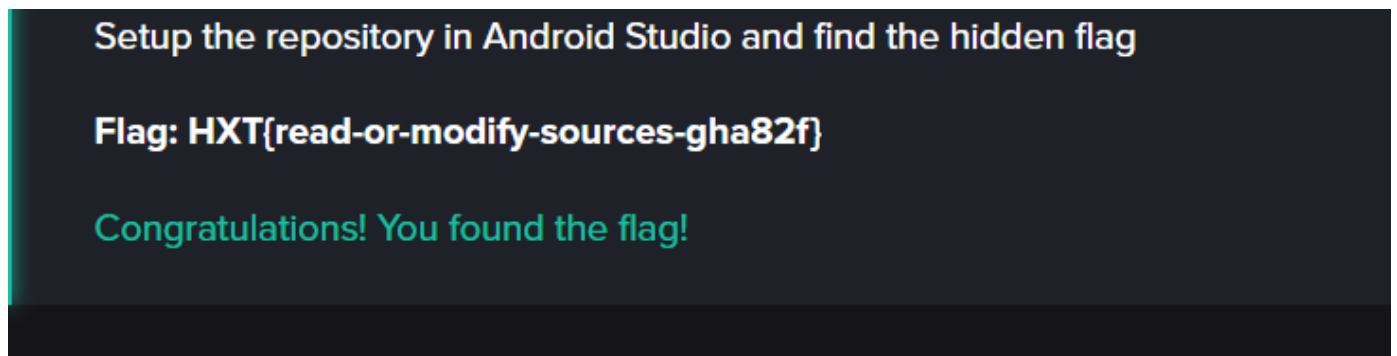 Setup the repository in Android Studio and find the hidden flag
Flag: HXT{read-or-modify-sources-gha82f}
Congratulations! You found the flag!